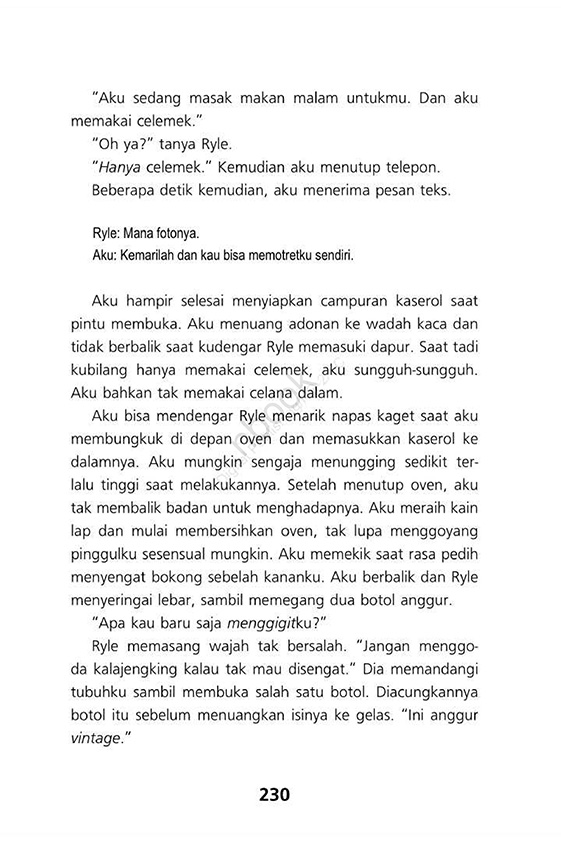 “Aku sedang masak makan malam untukmu. Dan aku
memakai celemek.”
“Oh ya?” tanya Ryle.
“Hanya celemek.” Kemudian aku menutup telepon.
Beberapa detik kemudian, aku menerima pesan teks.
Ryle: Mana fotonya.
Aku: Kemarilah dan kau bisa memotretku sendiri.
Aku hampir selesai menyiapkan campuran kaserol saat
pintu membuka. Aku menuang adonan ke wadah kaca dan
tidak berbalik saat kudengar Ryle memasuki dapur. Saat tadi
kubilang hanya memakai celemek, aku sungguh-sungguh.
Aku bahkan tak memakai celana dalam.
Aku bisa mendengar Ryle menarik napas kaget saat aku
membungkuk di depan oven dan memasukkan kaserol ke
dalamnya. Aku mungkin sengaja menungging sedikit ter-
lalu tinggi saat melakukannya. Setelah menutup oven, aku
tak membalik badan untuk menghadapnya. Aku meraih kain
lap dan mulai membersihkan oven, tak lupa menggoyang
pinggulku sesensual mungkin. Aku memekik saat rasa pedih
menyengat bokong sebelah kananku. Aku berbalik dan Ryle
menyeringai lebar, sambil memegang dua botol anggur.
“Apa kau baru saja menggigitku?”
Ryle memasang wajah tak bersalah. “Jangan menggo-
da kalajengking kalau tak mau disengat.” Dia memandangi
tubuhku sambil membuka salah satu botol. Diacungkannya
botol itu sebelum menuangkan isinya ke gelas. “Ini anggur
vintage.”
230